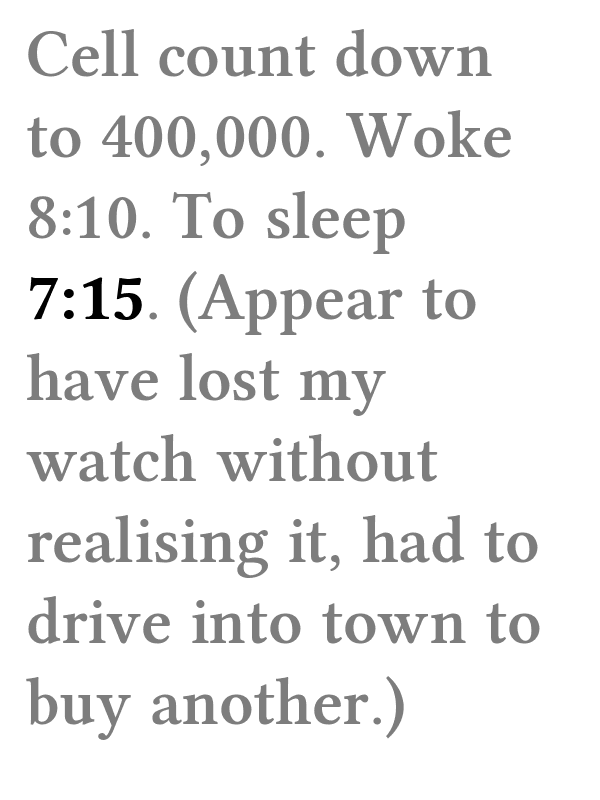 Cell count down
to 400,000. Woke
8:10. To sleep
7:15. (Appear to
have lost my
watch without
realising it, had to
drive into town to
buy another.)